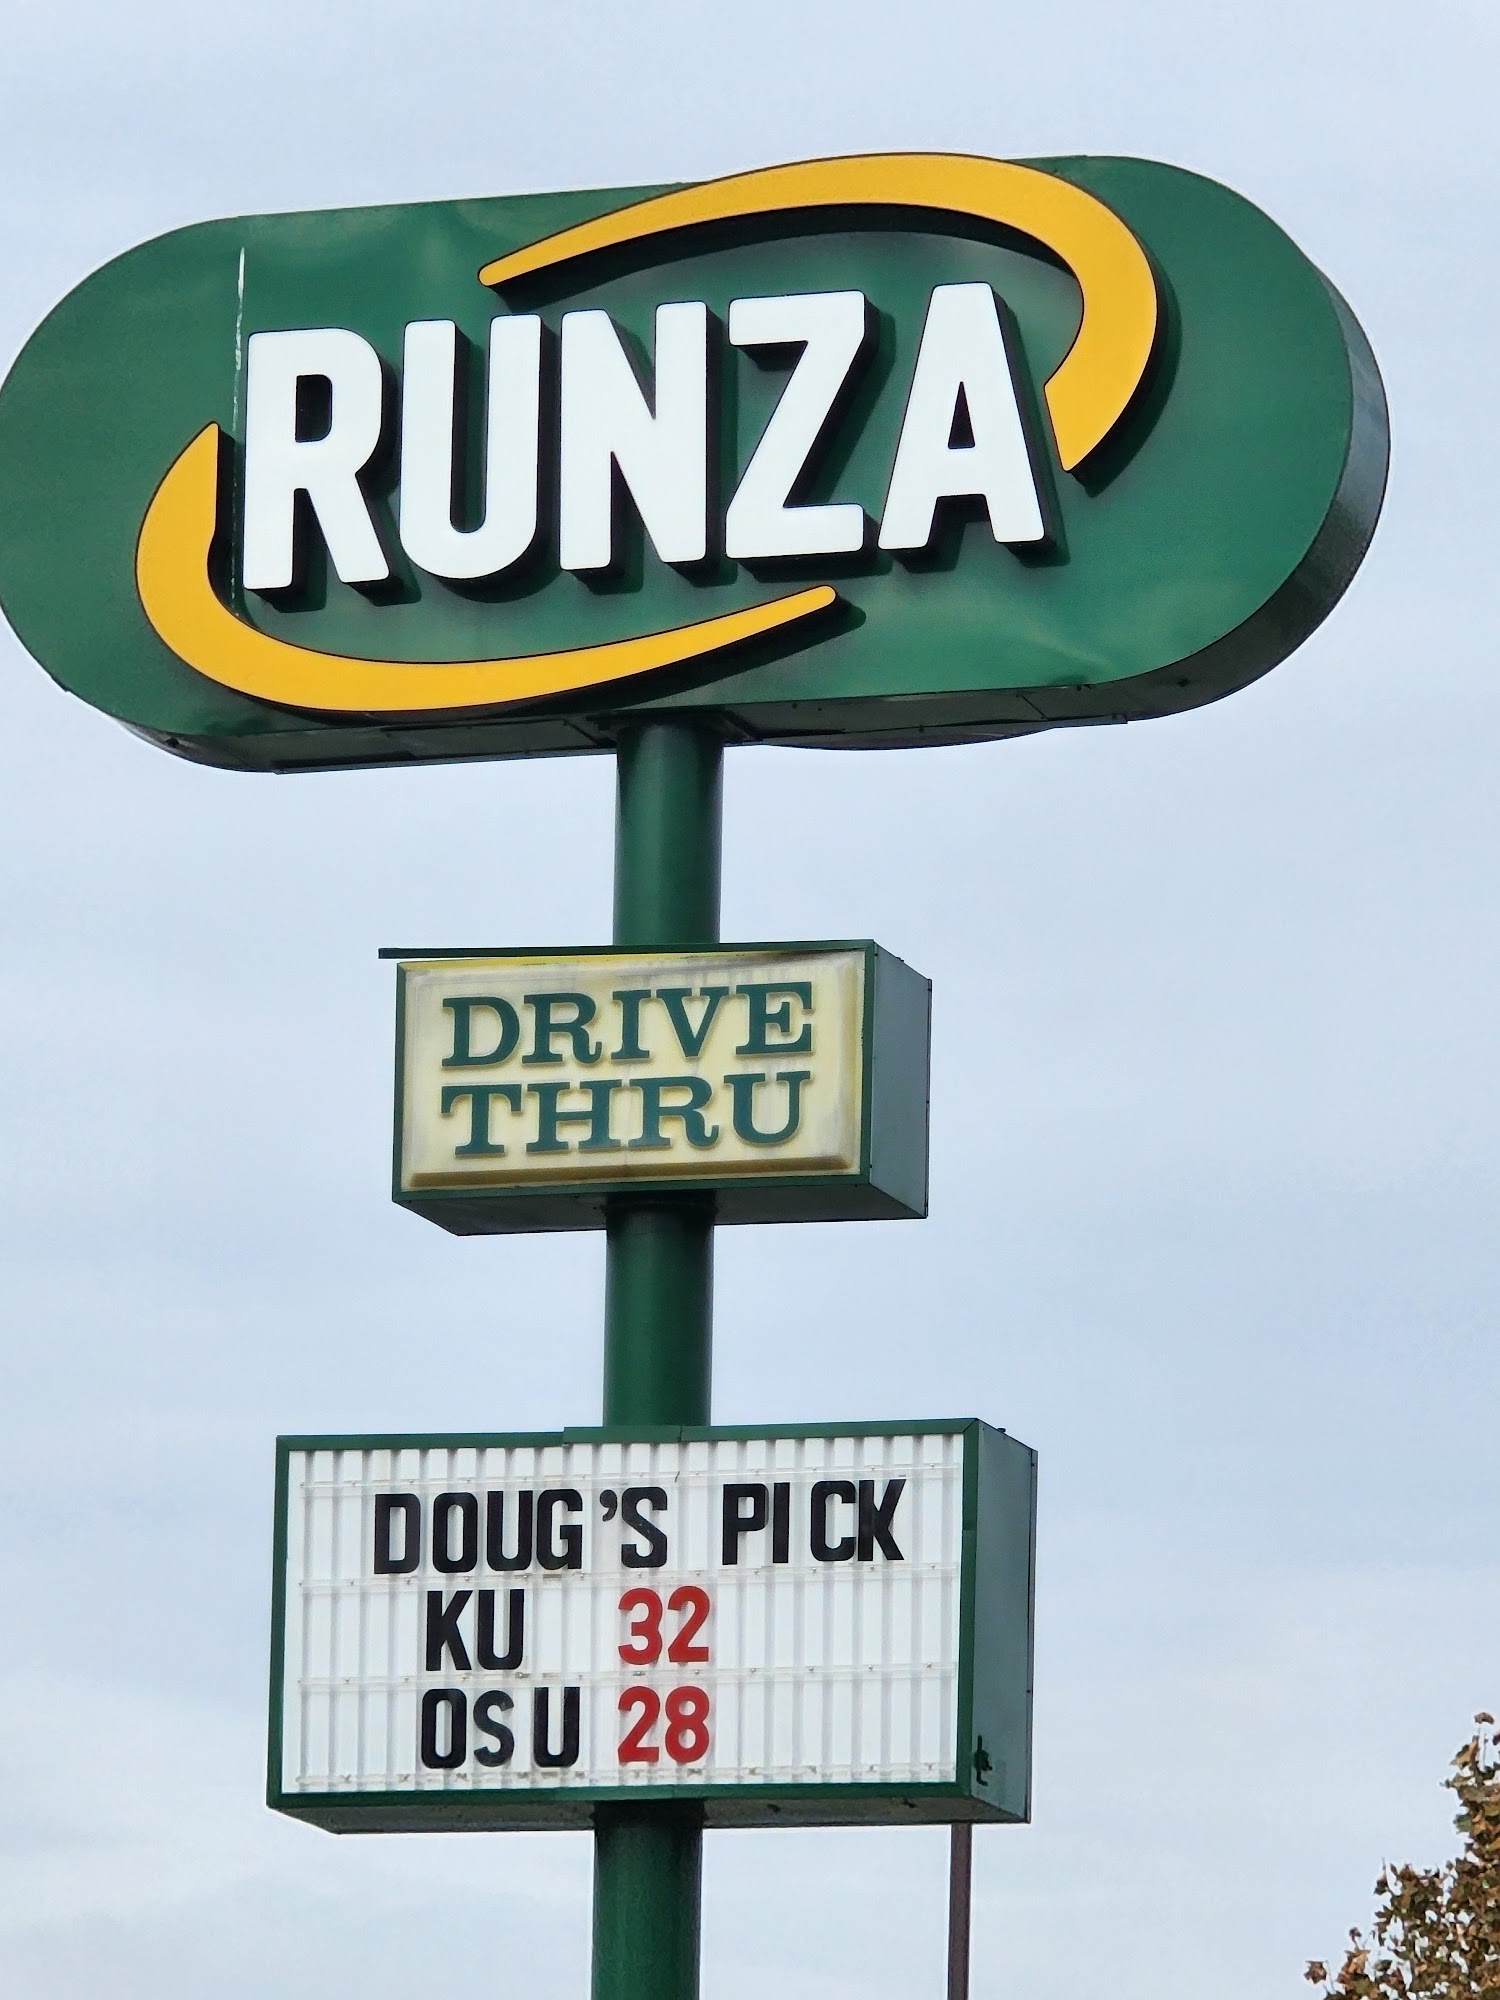 RUNZA
DRIVE
THRU
DOUG'S PICK
KU 32
OSU 28